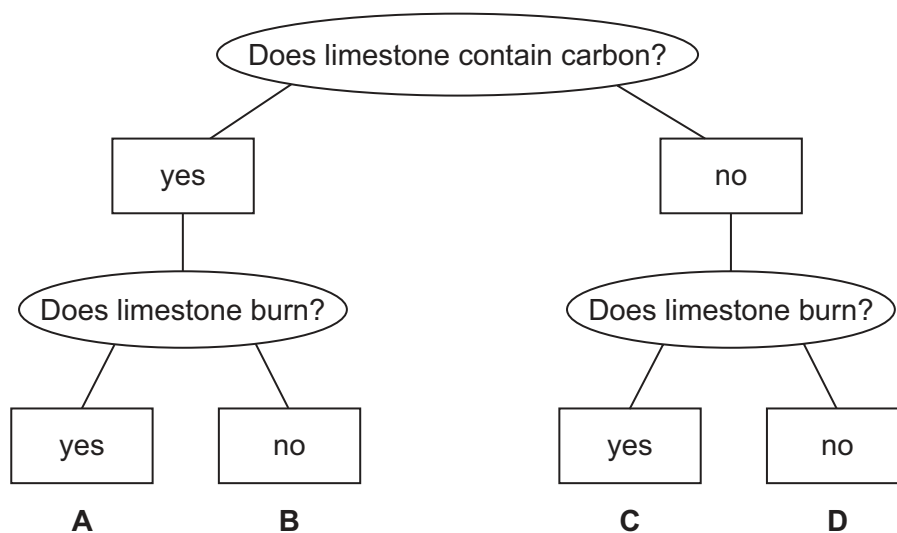 Does limestone contain carbon?
yes
no
Does limestone burn?
Does limestone burn?
yes
no
yes
no
A
B
C
D